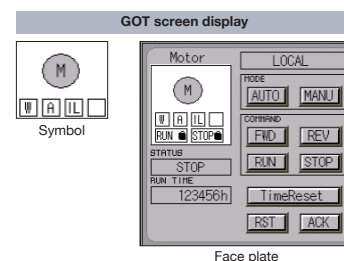 GOT screen display
M
W A IL
Symbol
Motor
LOCAL
M
W A IL
RUN STOP
STATUS
STOP
RUN TIME
123456h
MODE
AUTO MANU
COMMAND
FWD REV
RUN STOP
TimeReset
RST ACK
Face plate